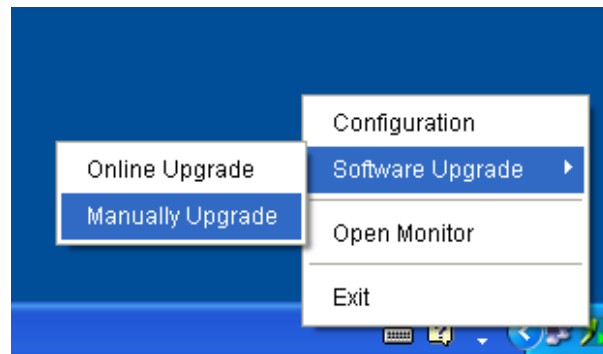 Configuration
Software Upgrade
Online Upgrade
Manually Upgrade
Open Monitor
Exit